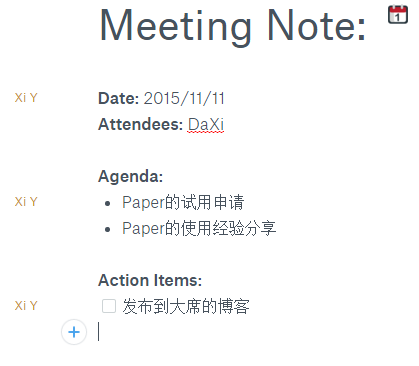 Meeting Note:
1
Xi Y
Date: 2015/11/11
Attendees: DaXi
Agenda:
Xi Y
Paper的试用申请
Paper的使用经验分享
Action Items:
Xi Y
发布到大席的博客